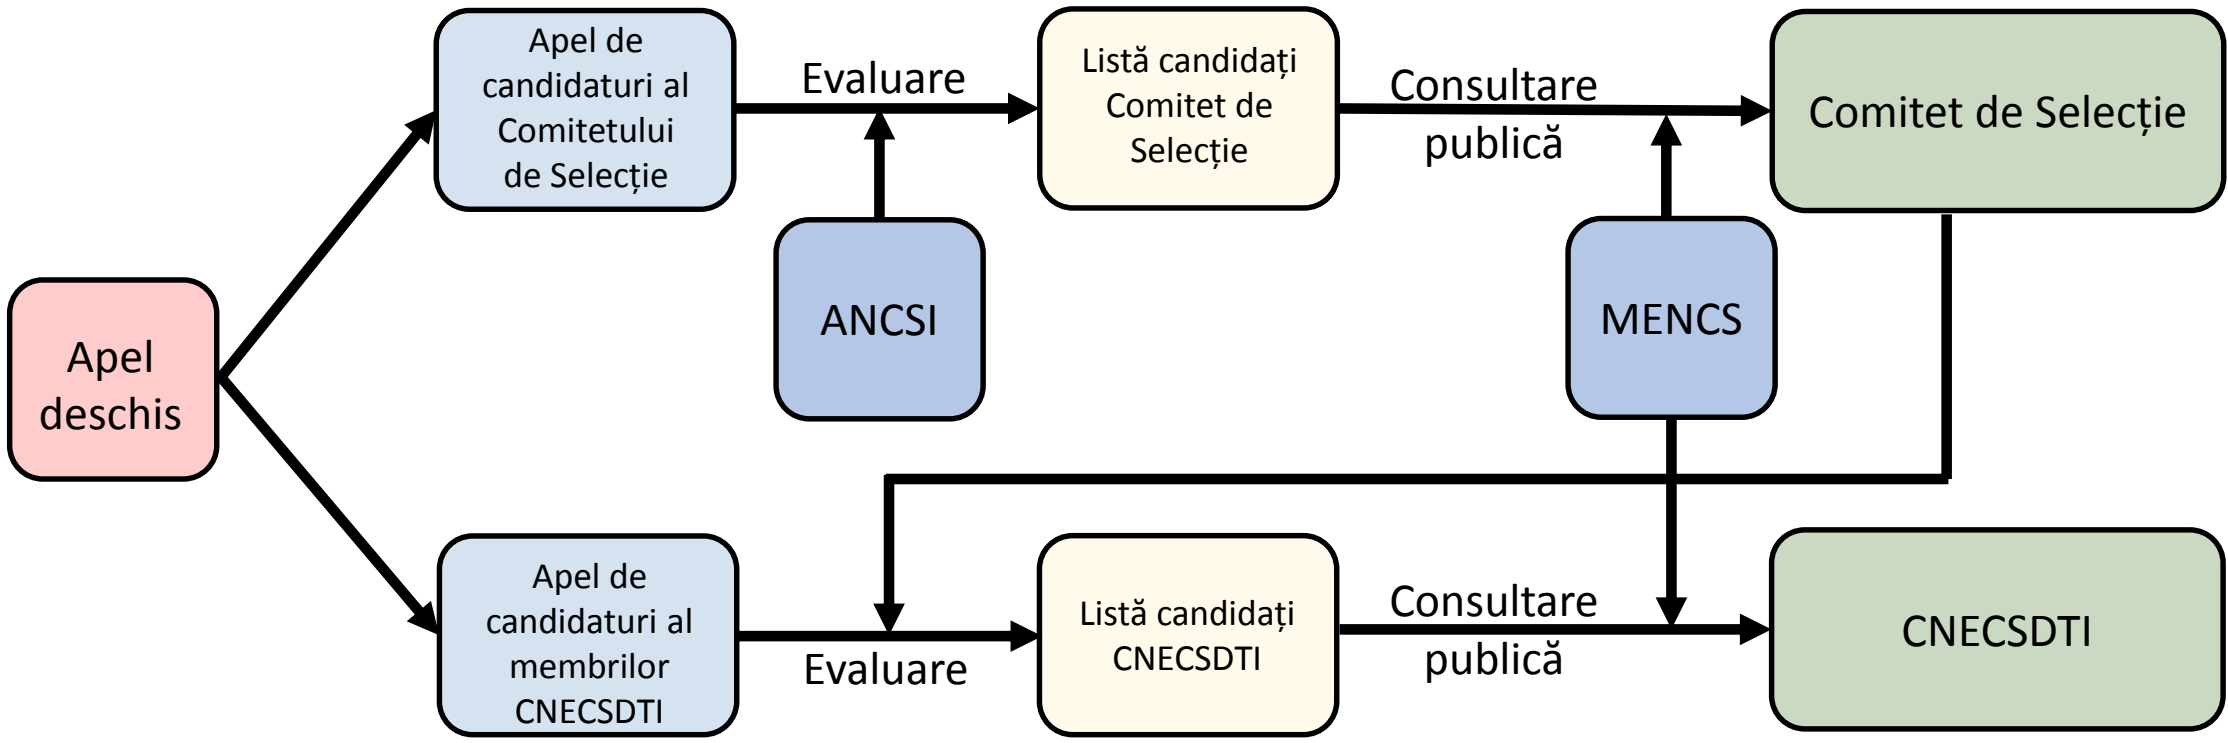 Apel de
candidaturi al
Comitetului
de Selecție
Evaluare
Listă candidați
Comitet de
Selecție
Consultare
publică
Comitet de Selecție
ANCSI
MENCS
Apel
deschis
Apel de
candidaturi al
membrilor
CNECSDTI
Evaluare
Listă candidați
CNECSDTI
Consultare
publică
CNECSDTI